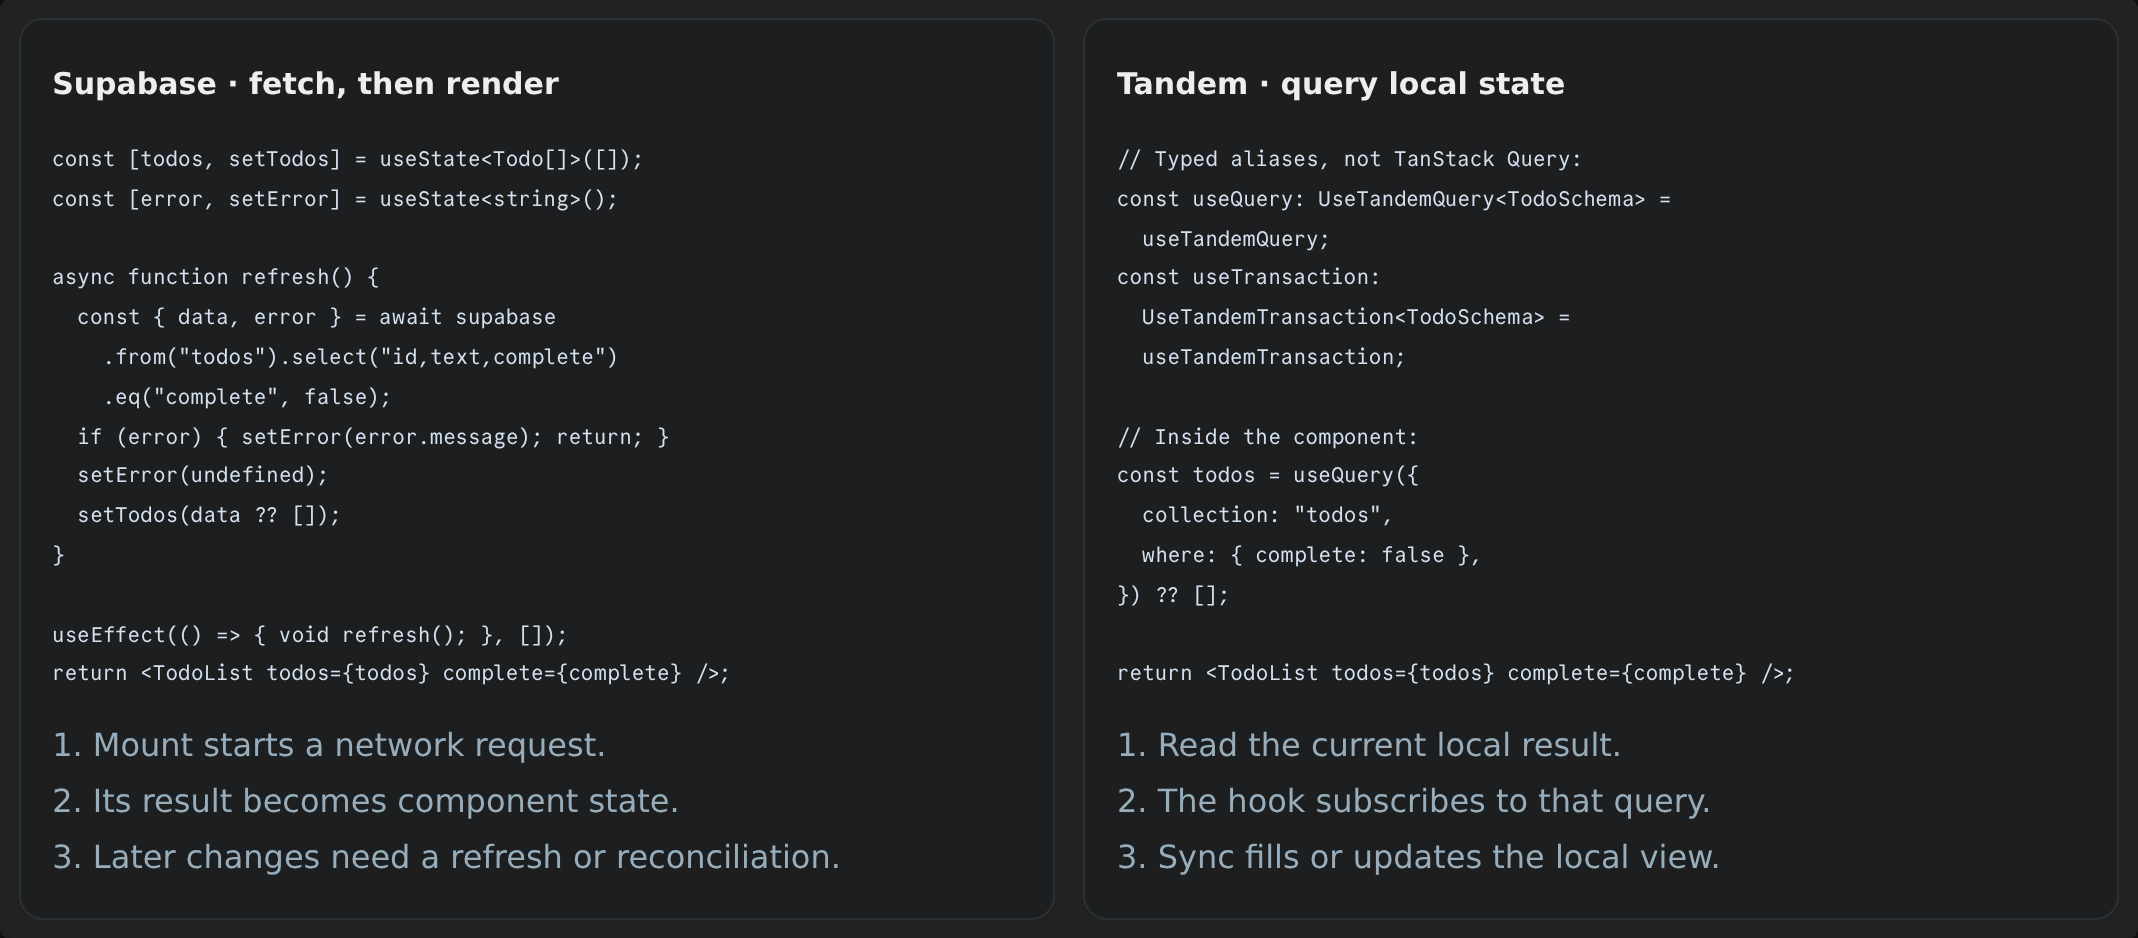 Supabase · fetch, then render
const [todos, setTodos] = useState<Todo[]>([]);
const [error, setError] = useState<string>();
async function refresh() {
  const { data, error } = await supabase
    .from("todos").select("id,text,complete")
    .eq("complete", false);
  if (error) { setError(error.message); return; }
  setError(undefined);
  setTodos(data ?? []);
}
useEffect(() => { void refresh(); }, []);
return <TodoList todos={todos} complete={complete} />;
1. Mount starts a network request.
2. Its result becomes component state.
3. Later changes need a refresh or reconciliation.
Tandem · query local state
// Typed aliases, not TanStack Query:
const useQuery: UseTandemQuery<TodoSchema> =
  useTandemQuery;
const useTransaction:
  UseTandemTransaction<TodoSchema> =
  useTandemTransaction;
// Inside the component:
const todos = useQuery({
  collection: "todos",
  where: { complete: false },
}) ?? [];
return <TodoList todos={todos} complete={complete} />;
1. Read the current local result.
2. The hook subscribes to that query.
3. Sync fills or updates the local view.